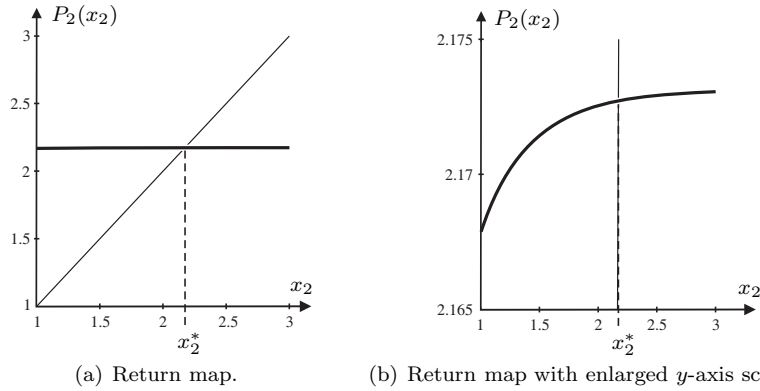 P₂(x₂)
3
2.5
2
1.5
1
1
1.5
2
2.5
3
x₂
x₂*
(a) Return map.
P₂(x₂)
2.175
2.17
2.165
1
1.5
2
2.5
3
x₂
x₂*
(b) Return map with enlarged y-axis sc